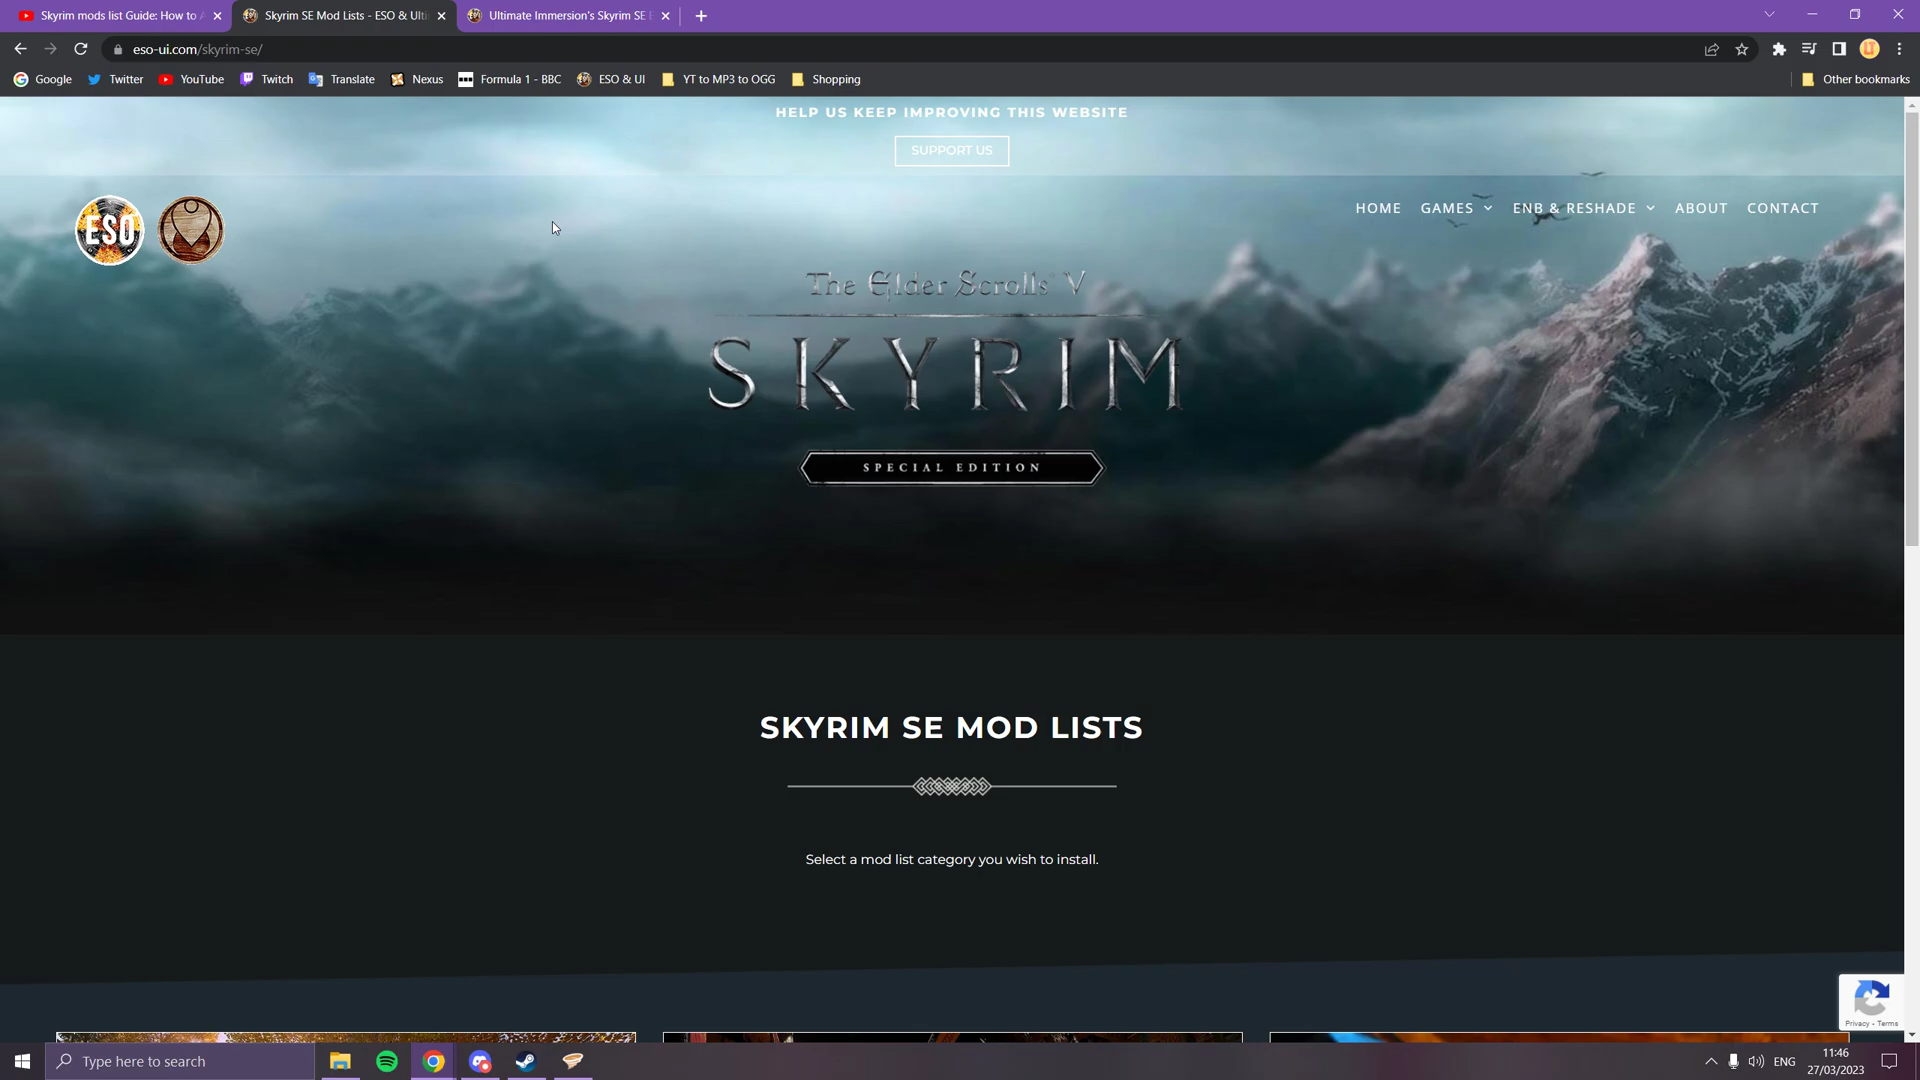 Skyrim mods list Guide: How to
Skyrim SE Mod Lists - ESO & Ulti
Ultimate Immersion's Skyrim SE
eso-ui.com/skyrim-se/
UT
Google
Twitter
YouTube
Twitch
Translate
Nexus
Formula 1 - BBC
ESO & UI
YT to MP3 to OGG
Shopping
Other bookmarks
HELP US KEEP IMPROVING THIS WEBSITE
SUPPORT US
ESO
HOME
GAMES
ENB & RESHADE
ABOUT
CONTACT
The Elder Scrolls V
SKYRIM
SPECIAL EDITION
SKYRIM SE MOD LISTS
Select a mod list category you wish to install.
Privacy - Terms
Type here to search
ENG
11:46
27/03/2023